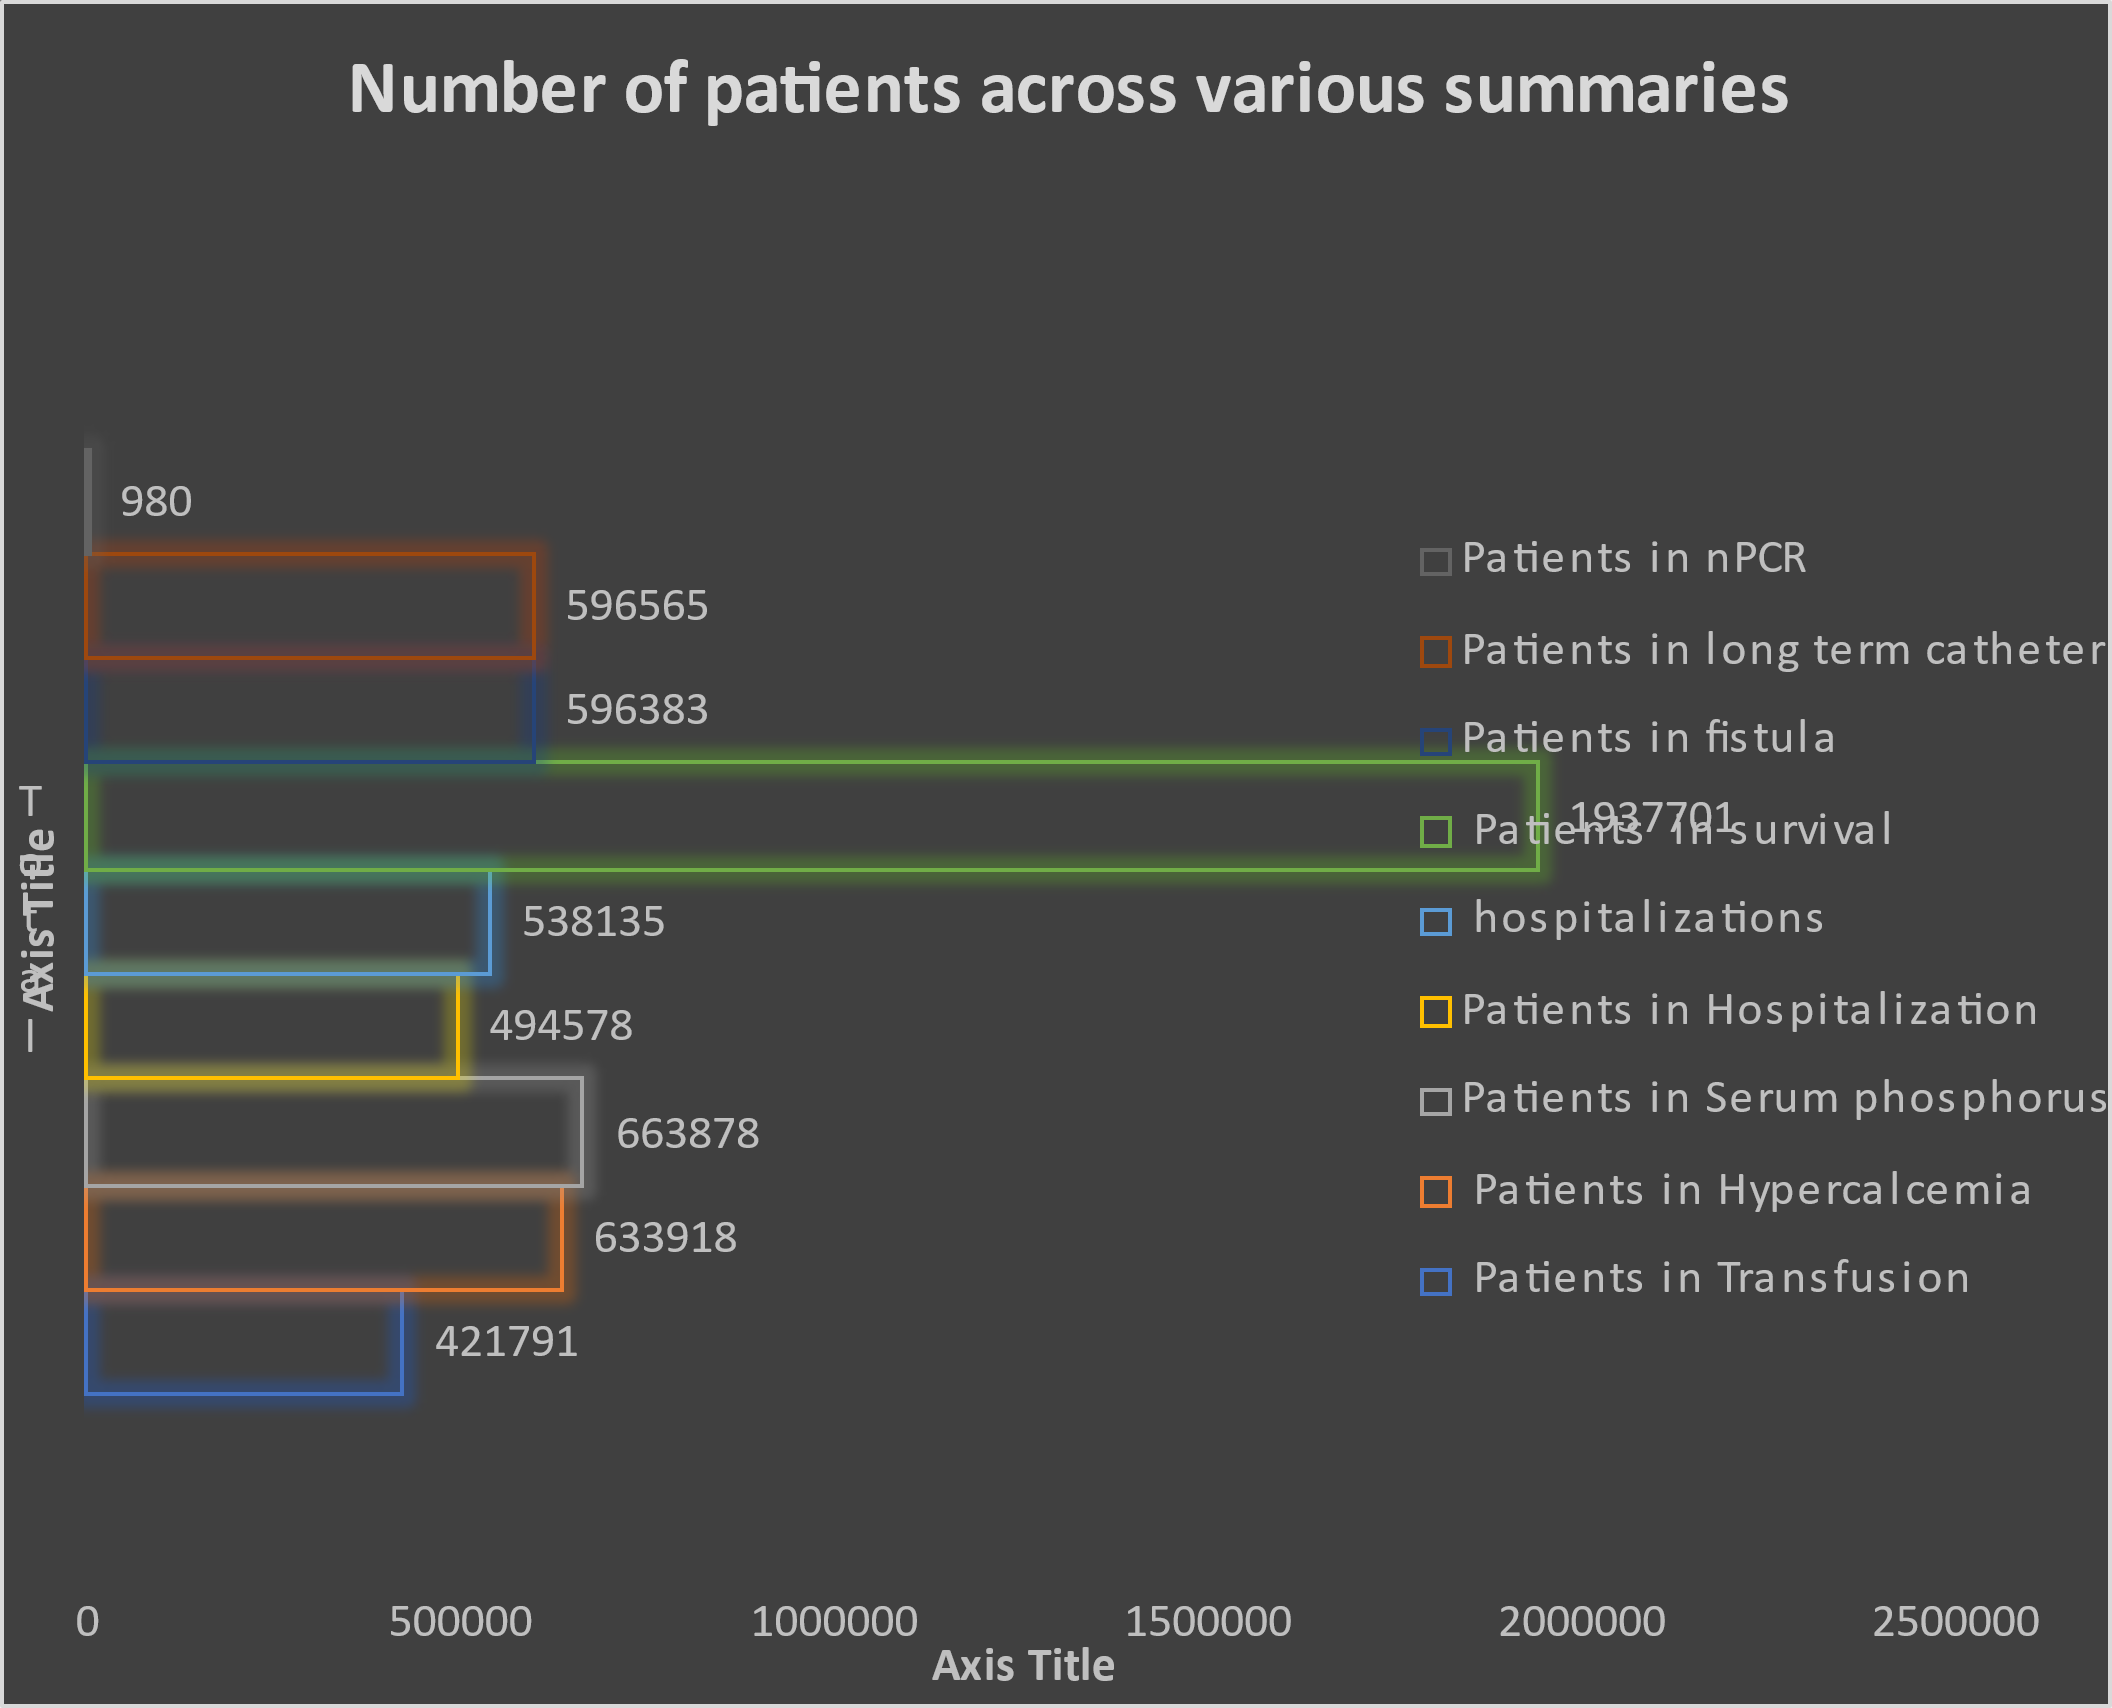 Number of patients across various summaries
980
596565
596383
1937701
538135
494578
663878
633918
421791
Patients in nPCR
Patients in long term catheter
Patients in fistula
Patients in survival
hospitalizations
Patients in Hospitalization
Patients in Serum phosphorus
Patients in Hypercalcemia
Patients in Transfusion
Axis Title
0 500000 1000000 1500000 2000000 2500000
Axis Title